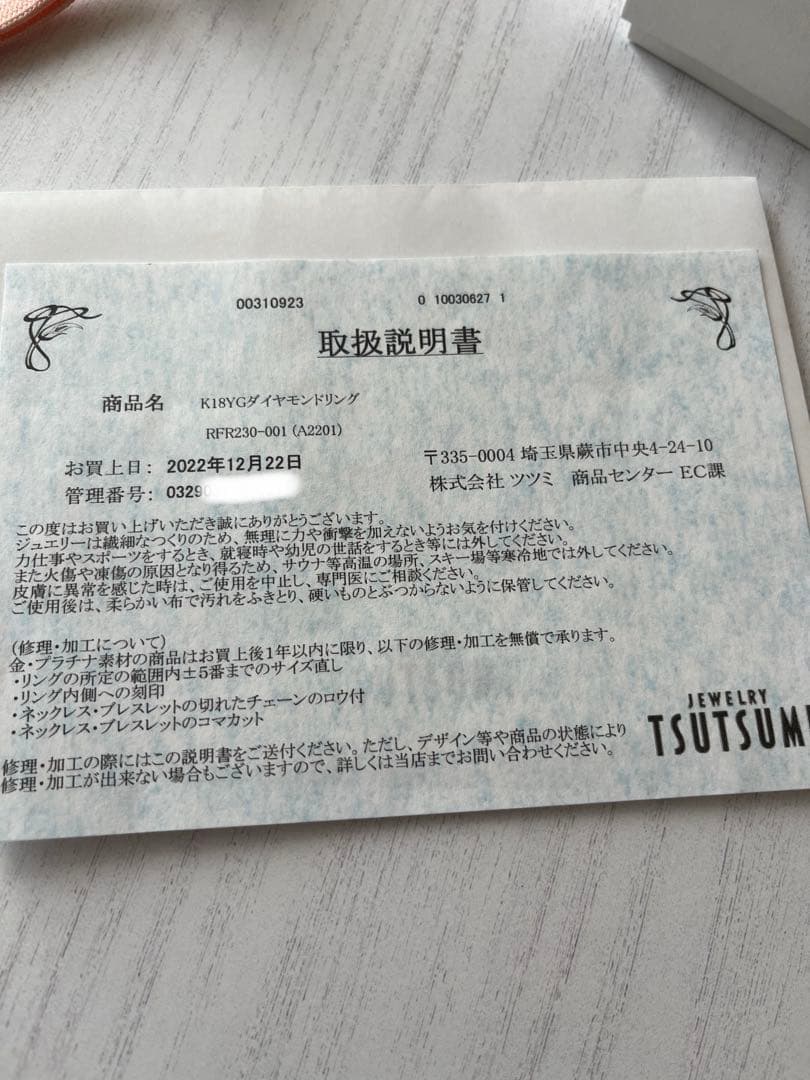 00310923
0 10030627 1
取扱説明書
商品名 K18YGダイヤモンドリング
RFR230-001 (A2201)
お買上日: 2022年12月22日
管理番号: 0329
〒335-0004 埼玉県蕨市中央4-24-10
株式会社 ツツミ 商品センター EC課
この度はお買い上げいただき誠にありがとうございます。
ジュエリーは繊細なつくりのため、無理に力や衝撃を加えないようお気を付けください。
力仕事やスポーツをするとき、就寝時や幼児の世話をするとき等には外してください。
また火傷や凍傷の原因となり得るため、サウナ等高温の場所、スキー場等寒冷地では外してください。
皮膚に異常を感じた時は、ご使用を中止し、専門医にご相談ください。
ご使用後は、柔らかい布で汚れをふきとり、硬いものとぶつからないように保管してください。
(修理・加工について)
金・プラチナ素材の商品はお買上後1年以内に限り、以下の修理・加工を無償で承ります。
・リングの所定の範囲内±5番までのサイズ直し
・リング内側への刻印
・ネックレス・ブレスレットの切れたチェーンのロウ付
・ネックレス・ブレスレットのコマカット
修理・加工の際にはこの説明書をご送付ください。ただし、デザイン等や商品の状態により
修理・加工が出来ない場合もございますので、詳しくは当店までお問い合わせください。
JEWELRY
TSUTSUMI